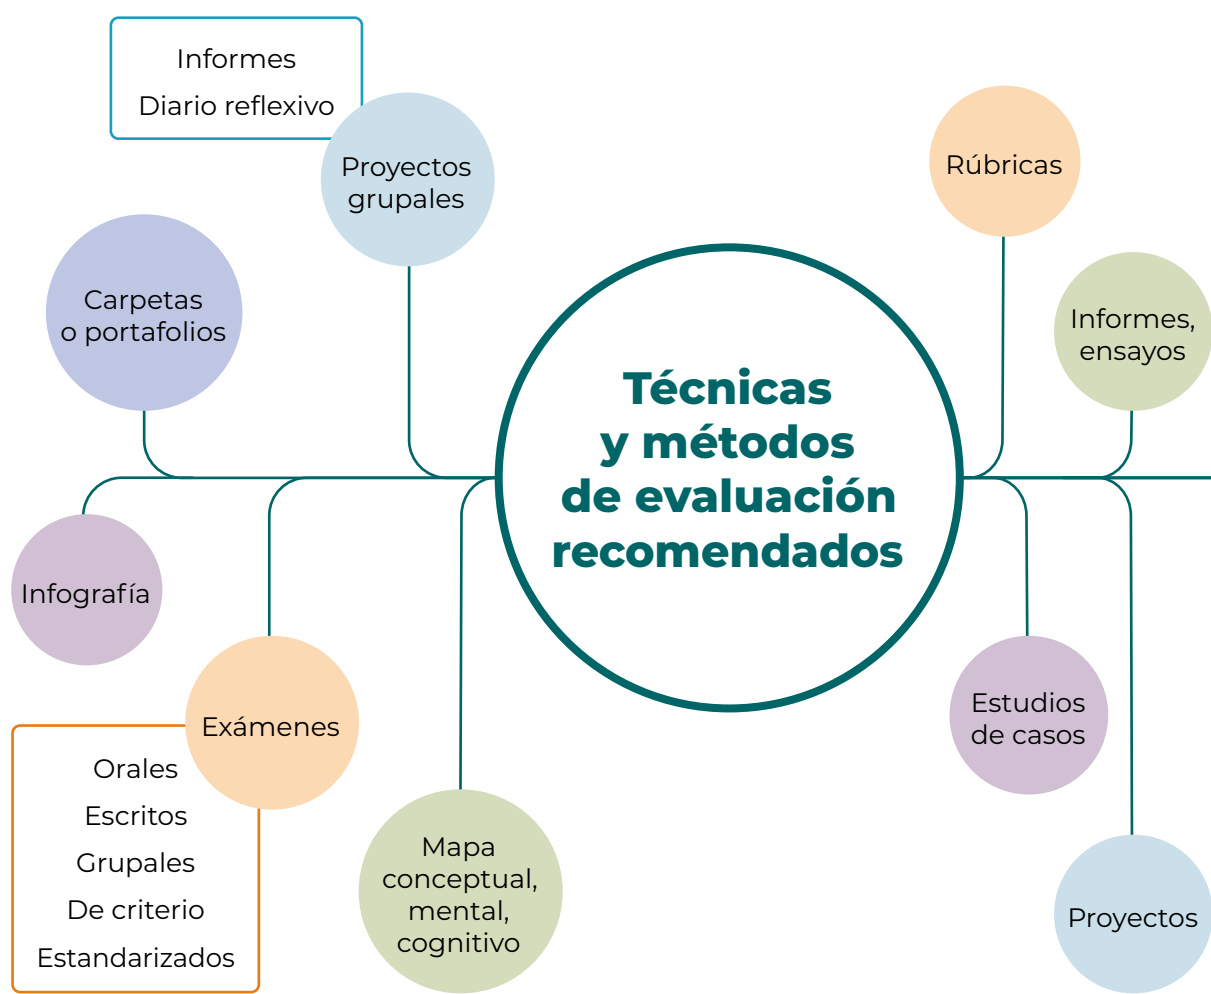 Informes
Diario reflexivo
Proyectos
grupales
Rúbricas
Carpetas
o portafolios
Informes,
ensayos
Técnicas
y métodos
de evaluación
recomendados
Infografía
Exámenes
Orales
Escritos
Grupales
De criterio
Estandarizados
Mapa
conceptual,
mental,
cognitivo
Estudios
de casos
Proyectos